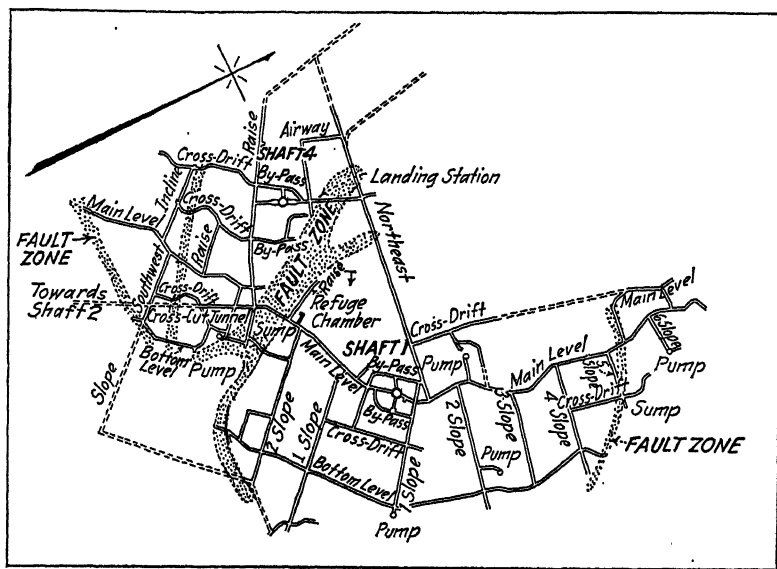 Airway
Raise
Cross-Drift
SHAFT 4
By-Pass
Landing Station
Incline
Cross-Drift
Main Level
Raise
By-Pass
FAULT ZONE
Northeast
FAULT
ZONE
Southwest
Towards
Shaft 2
Cross-Drift
Cross-Cut Tunnel
Sump
Raise
Refuge
Chamber
Cross-Drift
Main Level
Bottom
Level
Pump
Main Level
SHAFT 1
By-Pass
By-Pass
Pump
Main Level
6 Slope
Pump
5 Slope
Slope
2 Slope
1 Slope
Cross-Drift
1 Slope
2 Slope
3 Slope
4 Slope
Cross-Drift
Sump
Pump
FAULT ZONE
Bottom Level
Pump